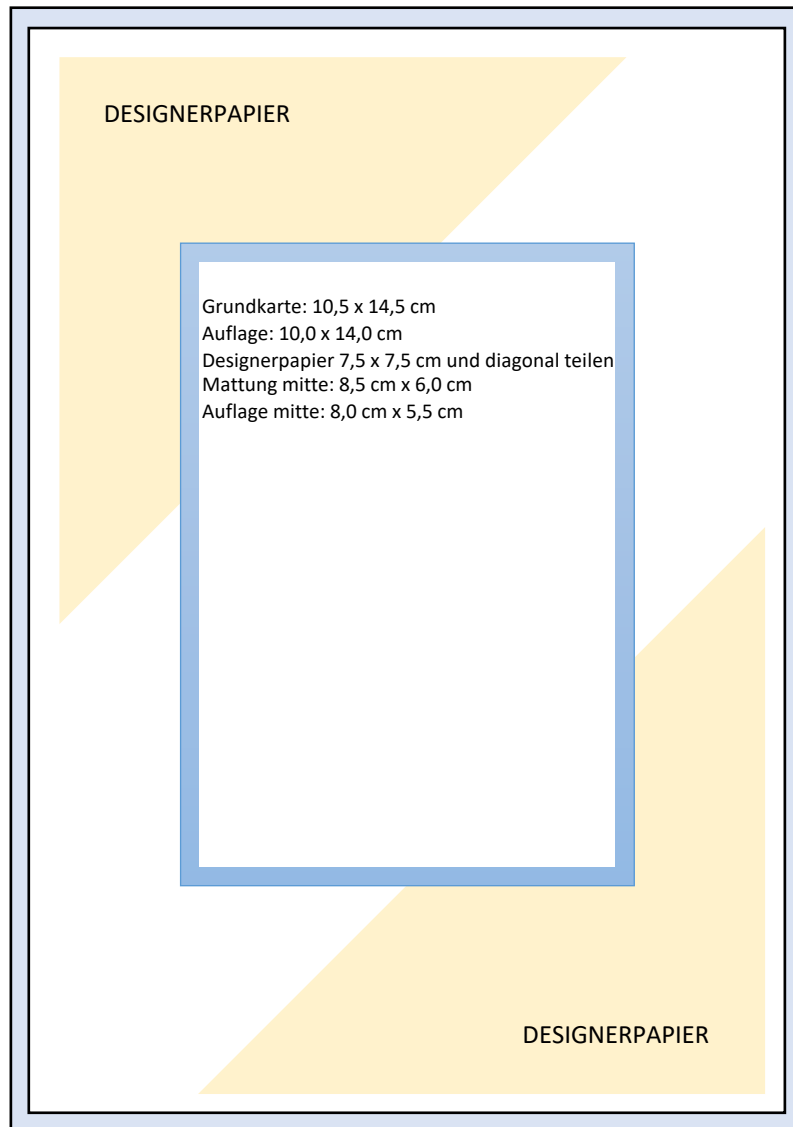 DESIGNERPAPIER
Grundkarte: 10,5 x 14,5 cm
Auflage: 10,0 x 14,0 cm
Designerpapier 7,5 x 7,5 cm und diagonal teilen
Mattung mitte: 8,5 cm x 6,0 cm
Auflage mitte: 8,0 cm x 5,5 cm
DESIGNERPAPIER